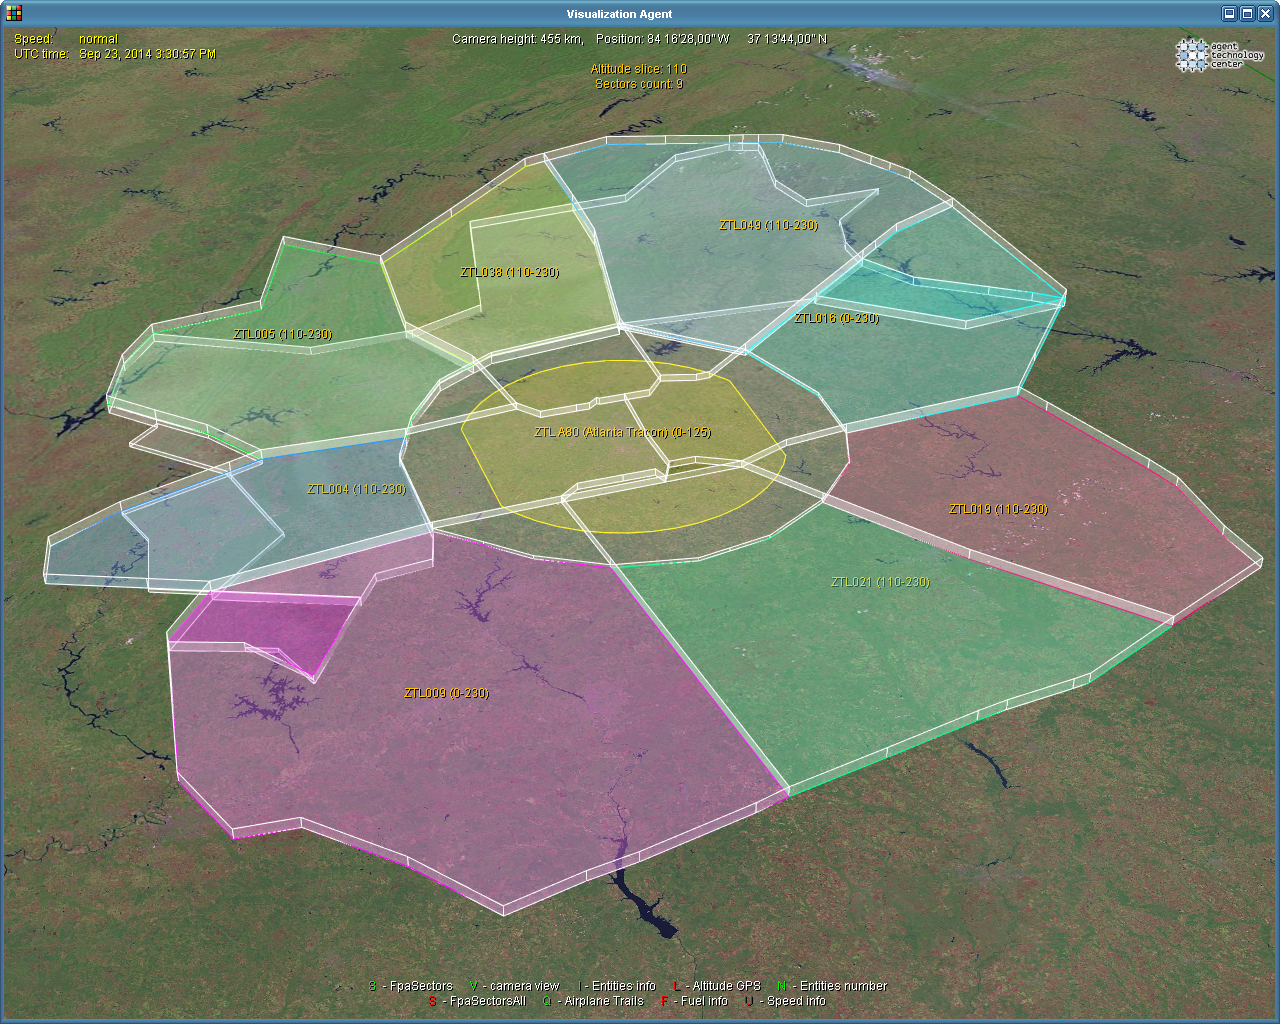 Visualization Agent
Speed: normal
UTC time: Sep 23, 2014 3:30:57 PM
Camera height: 455 km, Position: 84 16'28,00" W 37 13'44,00" N
Altitude slice: 110
Sectors count: 9
agent
technology
center
ZTL049 (110-230)
ZTL038 (110-230)
ZTL016 (0-230)
ZTL005 (110-230)
ZTL A80 (Atlanta Tracon) (0-125)
ZTL004 (110-230)
ZTL019 (110-230)
ZTL021 (110-230)
ZTL009 (0-230)
S - FpaSectors V - camera view I - Entities info L - Altitude GPS N - Entities number
S - FpaSectorsAll Q - Airplane Trails F - Fuel info U - Speed info